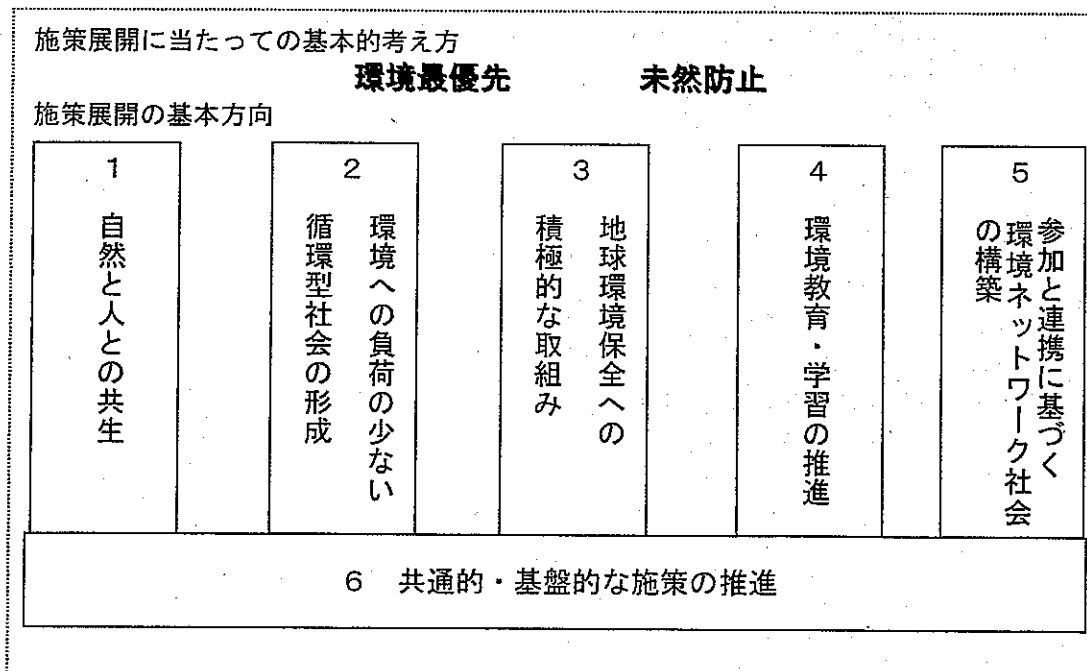 施策展開に当たっての基本的考え方
環境最優先　未然防止
施策展開の基本方向
1
自然と人との共生
2
環境への負荷の少ない
循環型社会の形成
3
地球環境保全への
積極的な取組み
4
環境教育・学習の推進
5
参加と連携に基づく
環境ネットワーク社会
の構築
6　共通的・基盤的な施策の推進